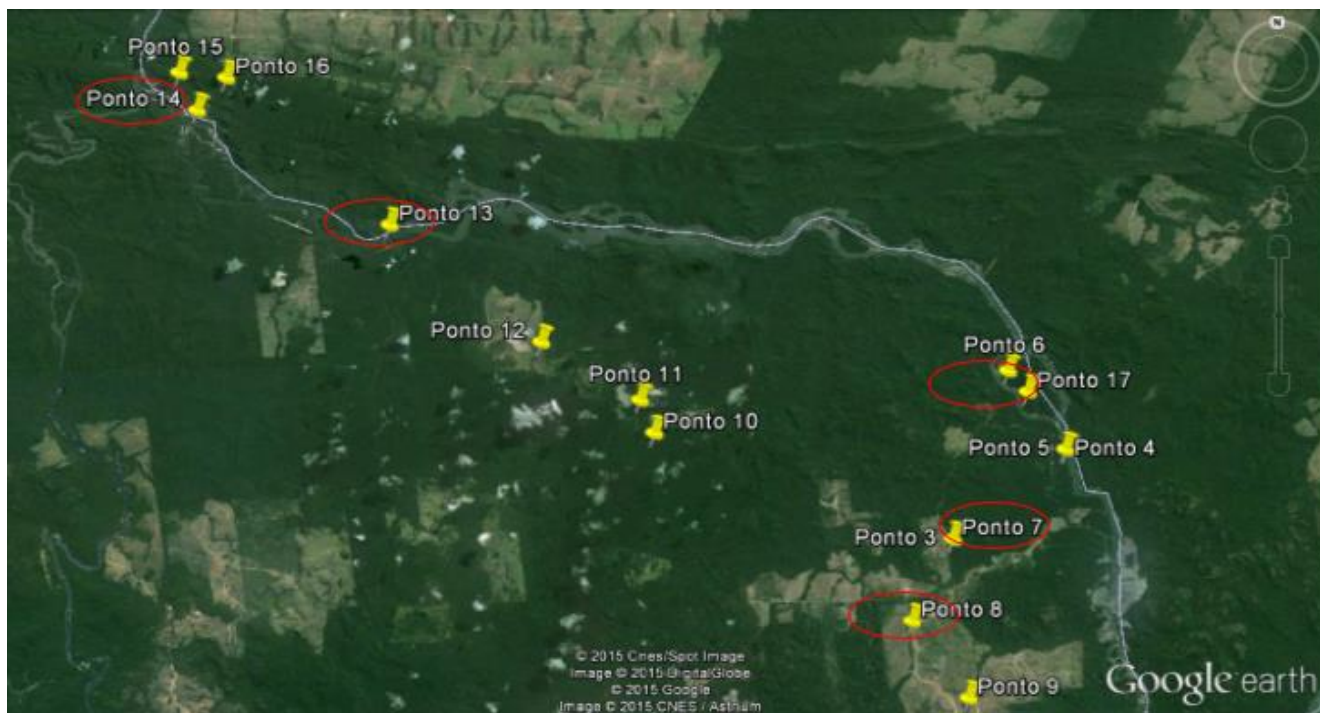 N
Ponto 15
Ponto 16
Ponto 14
Ponto 13
Ponto 12
Ponto 6
Ponto 11
Ponto 17
Ponto 10
Ponto 5
Ponto 4
Ponto 7
Ponto 3
Ponto 8
Ponto 9
© 2015 Cnes/Spot Image
Image © 2015 DigitalGlobe
© 2015 Google
Image © 2015 CNES / Astrium
Google earth